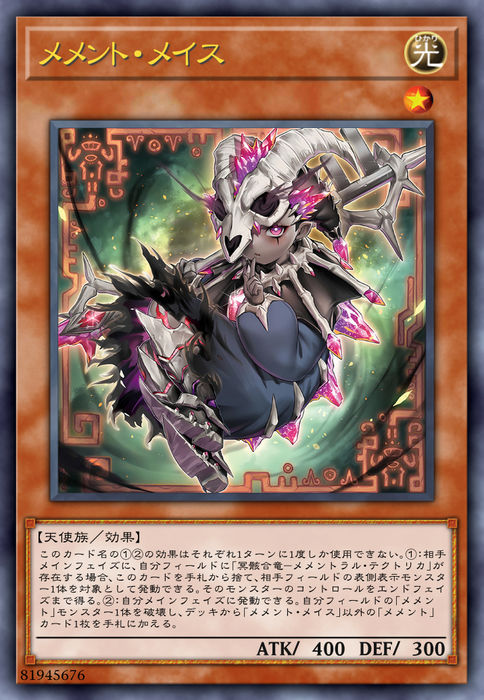 メメント・メイス
ひかり
光
【天使族／効果】
このカード名の①②の効果はそれぞれ1ターンに1度しか使用できない。①：相手
メインフェイズに、自分フィールドに「冥骸合竜－メメントラル・テクトリカ」が
存在する場合、このカードを手札から捨て、相手フィールドの表側表示モンスタ
ー1体を対象として発動できる。そのモンスターのコントロールをエンドフェイ
ズまで得る。②：自分メインフェイズに発動できる。自分フィールドの「メメン
ト」モンスター1体を破壊し、デッキから「メメント・メイス」以外の「メメント」
カード1枚を手札に加える。
ATK/ 400 DEF/ 300
81945676